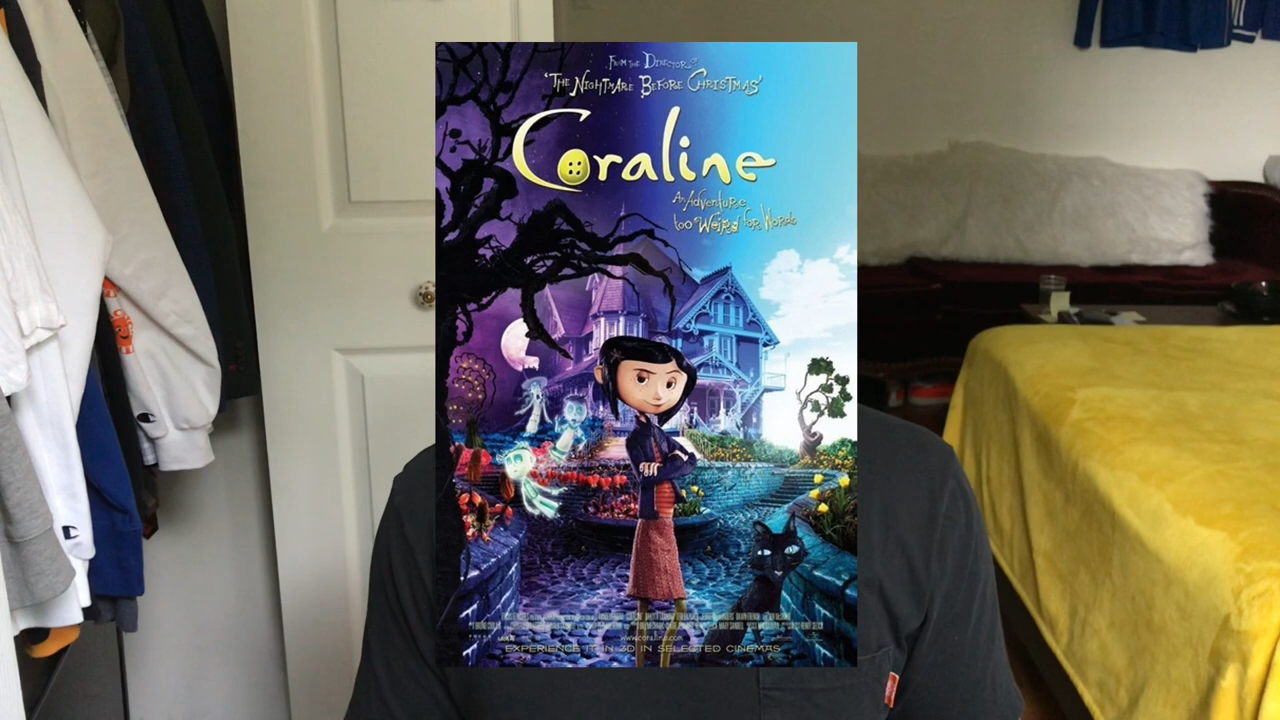 FROM THE DIRECTOR OF
'THE NIGHTMARE BEFORE CHRISTMAS'
Coraline
An Adventure
too Weird for Words
www.coraline.com
EXPERIENCE IT IN 3D IN SELECTED CINEMAS